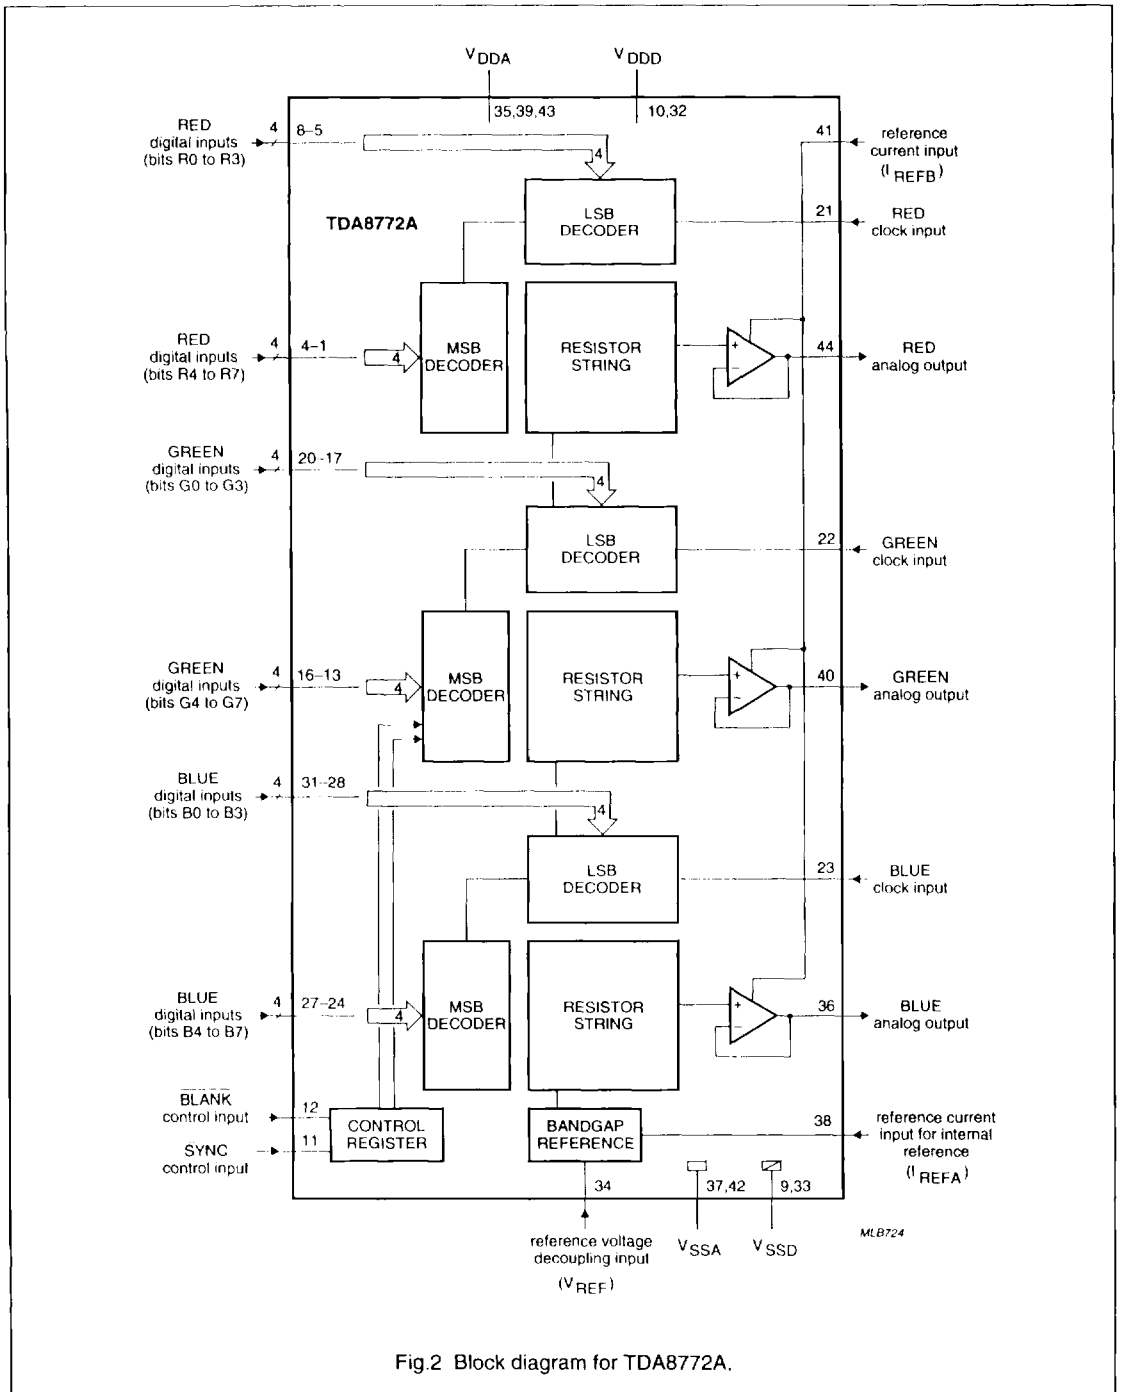 VDDA
VDDD
35,39,43
10,32
RED
digital inputs
(bits R0 to R3)
4
8–5
4
41
reference
current input
(IREFB)
TDA8772A
LSB
DECODER
21
RED
clock input
RED
digital inputs
(bits R4 to R7)
4
4–1
4
MSB
DECODER
RESISTOR
STRING
+
−
44
RED
analog output
GREEN
digital inputs
(bits G0 to G3)
4
20-17
4
LSB
DECODER
22
GREEN
clock input
GREEN
digital inputs
(bits G4 to G7)
4
16–13
4
MSB
DECODER
RESISTOR
STRING
+
−
40
GREEN
analog output
BLUE
digital inputs
(bits B0 to B3)
4
31–28
4
LSB
DECODER
23
BLUE
clock input
BLUE
digital inputs
(bits B4 to B7)
4
27–24
4
MSB
DECODER
RESISTOR
STRING
+
−
36
BLUE
analog output
BLANK
control input
12
SYNC
control input
11
CONTROL
REGISTER
BANDGAP
REFERENCE
38
reference current
input for internal
reference
(IREFA)
34
37,42
9,33
reference voltage
decoupling input
(VREF)
VSSA
VSSD
MLB724
Fig.2 Block diagram for TDA8772A.